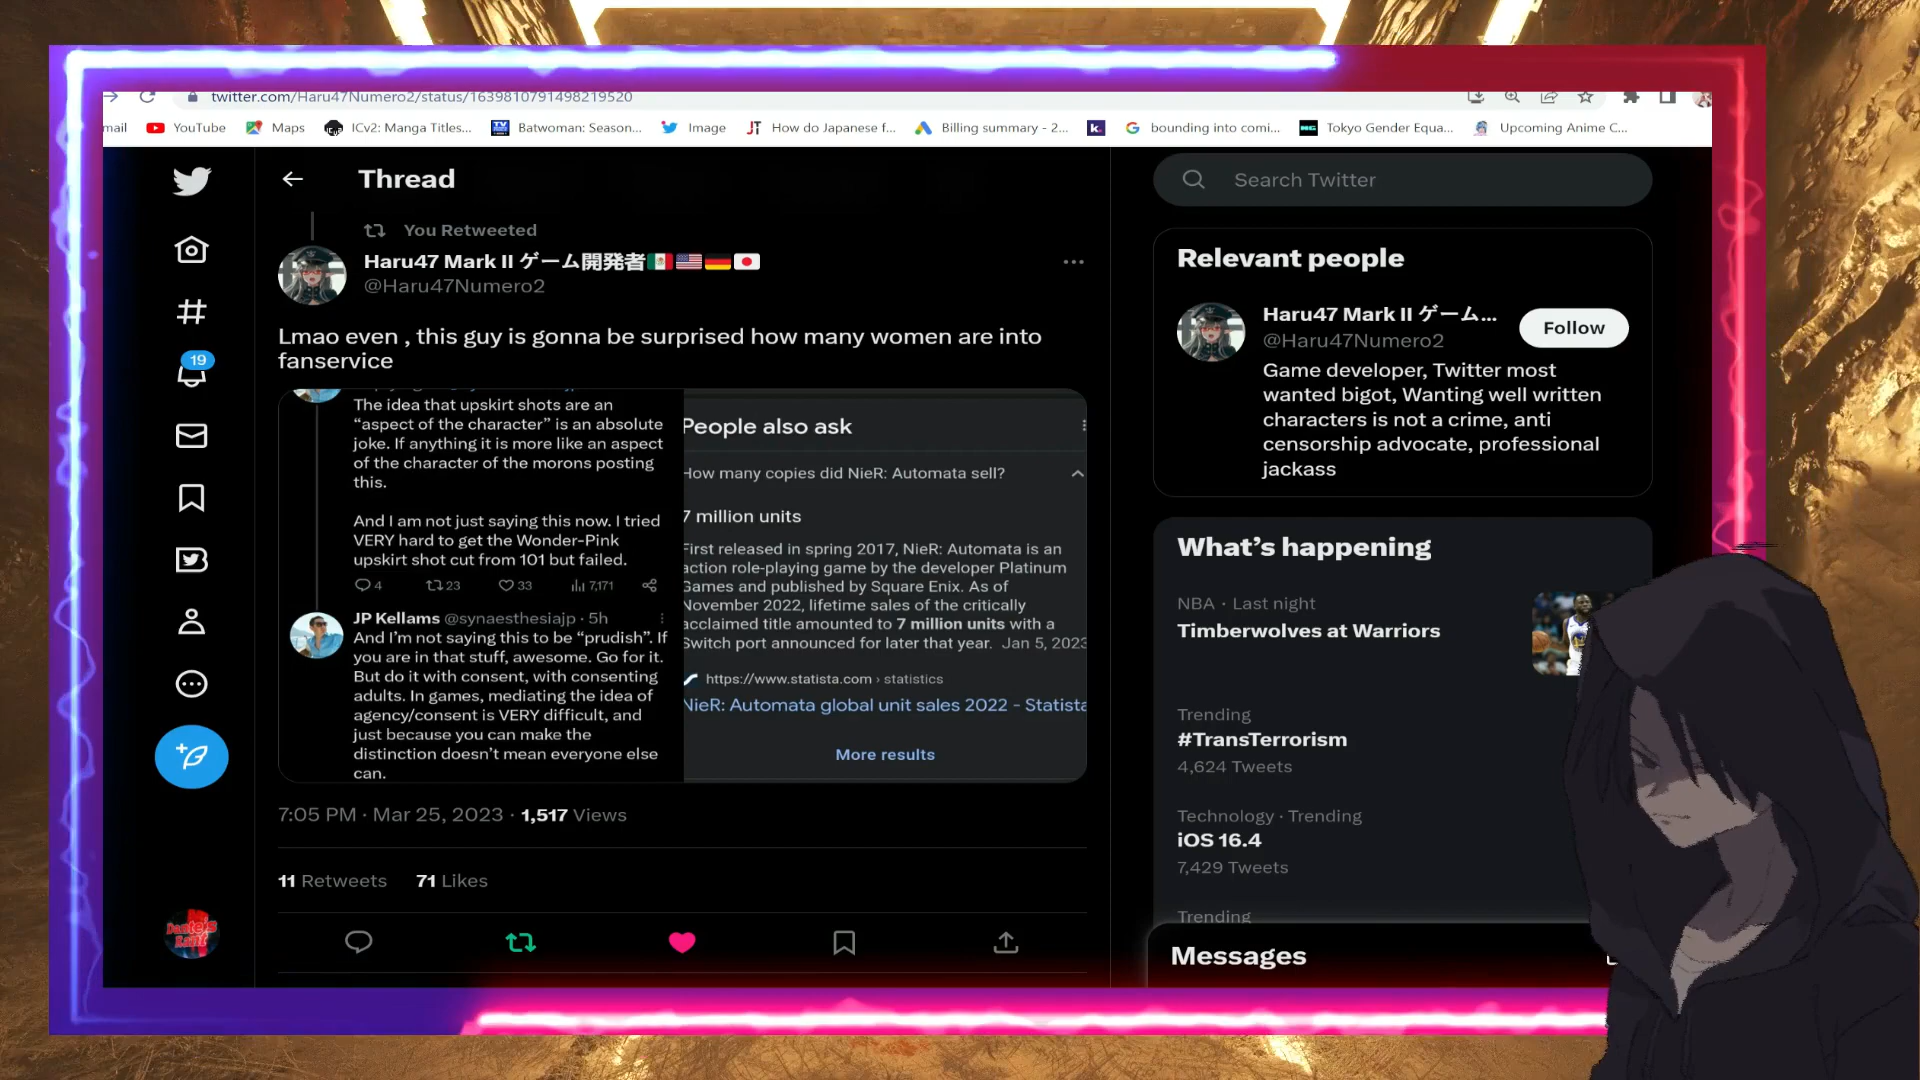 twitter.com/Haru47Numero2/status/1639810791498219520
mail YouTube Maps ICv2: Manga Titles... Batwoman: Season... Image How do Japanese f... Billing summary - 2... bounding into comi... Tokyo Gender Equa... Upcoming Anime C...
Thread
Search Twitter
You Retweeted
Haru47 Mark II ゲーム開発者🇲🇽🇺🇸🇩🇪🇯🇵
@Haru47Numero2
Lmao even , this guy is gonna be surprised how many women are into
fanservice
The idea that upskirt shots are an
“aspect of the character” is an absolute
joke. If anything it is more like an aspect
of the character of the morons posting
this.
And I am not just saying this now. I tried
VERY hard to get the Wonder-Pink
upskirt shot cut from 101 but failed.
4 23 33 7,171
JP Kellams @synaesthesiajp · 5h
And I’m not saying this to be “prudish”. If
you are in that stuff, awesome. Go for it.
But do it with consent, with consenting
adults. In games, mediating the idea of
agency/consent is VERY difficult, and
just because you can make the
distinction doesn’t mean everyone else
can.
People also ask
How many copies did NieR: Automata sell?
7 million units
First released in spring 2017, NieR: Automata is an
action role-playing game by the developer Platinum
Games and published by Square Enix. As of
November 2022, lifetime sales of the critically
acclaimed title amounted to 7 million units with a
Switch port announced for later that year. Jan 5, 2023
https://www.statista.com › statistics
NieR: Automata global unit sales 2022 - Statista
More results
7:05 PM · Mar 25, 2023 · 1,517 Views
11 Retweets 71 Likes
19
Dante's
Relevant people
Haru47 Mark II ゲーム...
@Haru47Numero2
Follow
Game developer, Twitter most
wanted bigot, Wanting well written
characters is not a crime, anti
censorship advocate, professional
jackass
What’s happening
NBA · Last night
Timberwolves at Warriors
Trending
#TransTerrorism
4,624 Tweets
Technology · Trending
iOS 16.4
7,429 Tweets
Trending
Messages